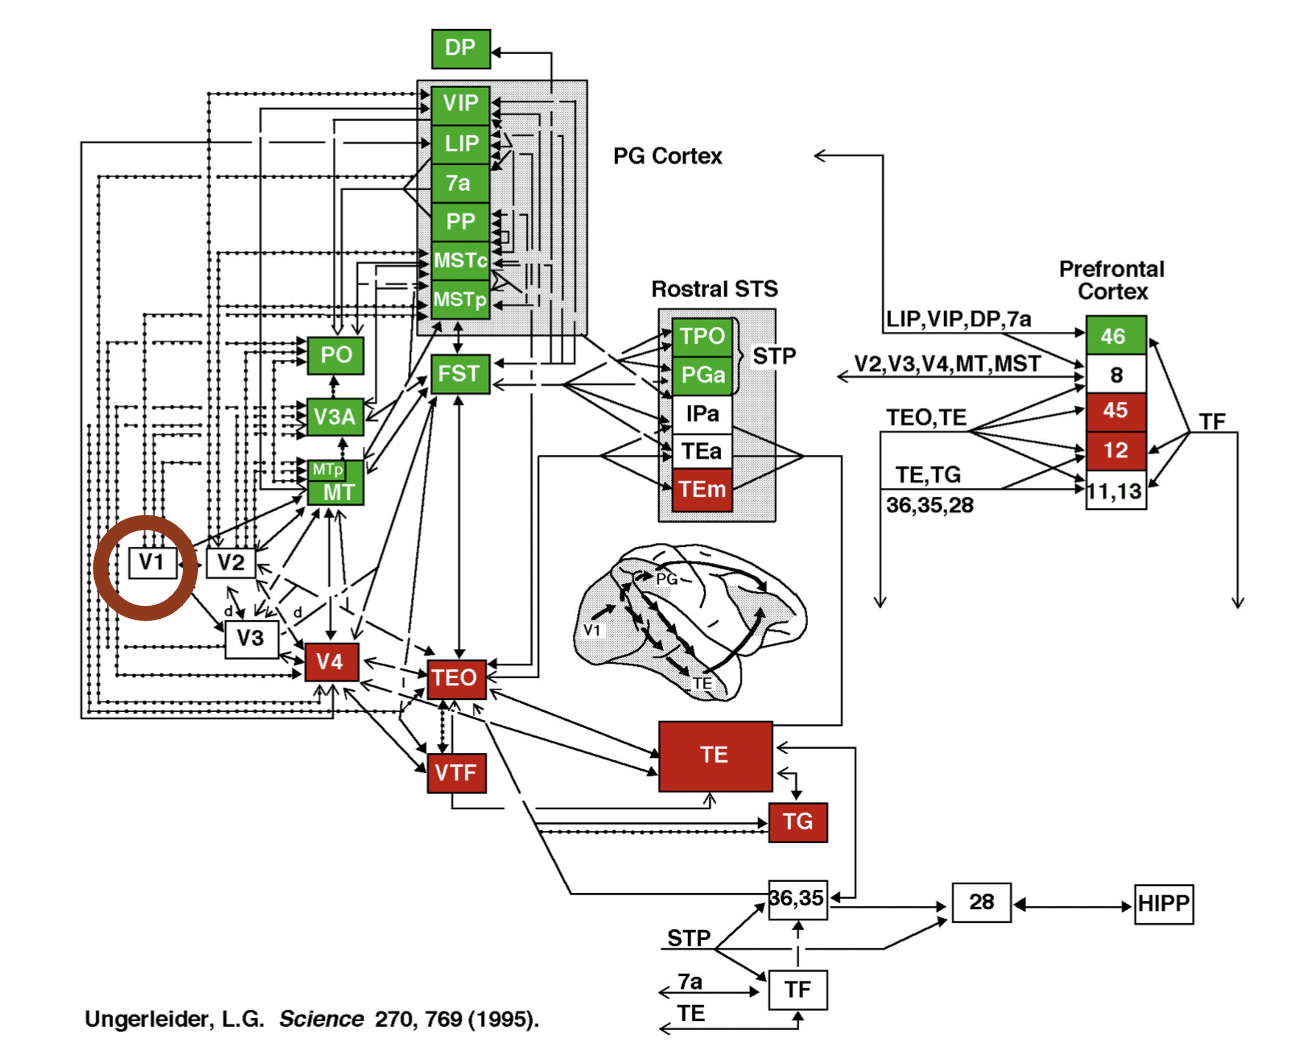 DP
VIP
LIP
7a
PP
MSTc
MSTp
PG Cortex
PO
V3A
MTp
MT
FST
Rostral STS
TPO
PGa
STP
IPa
TEa
TEm
Prefrontal
Cortex
LIP,VIP,DP,7a
46
V2,V3,V4,MT,MST
8
TEO,TE
45
12
TF
TE,TG
36,35,28
11,13
V1
V2
d
d
V3
V4
TEO
VTF
PG
V1
TE
TE
TG
36,35
28
HIPP
STP
7a
TF
TE
Ungerleider, L.G. Science 270, 769 (1995).